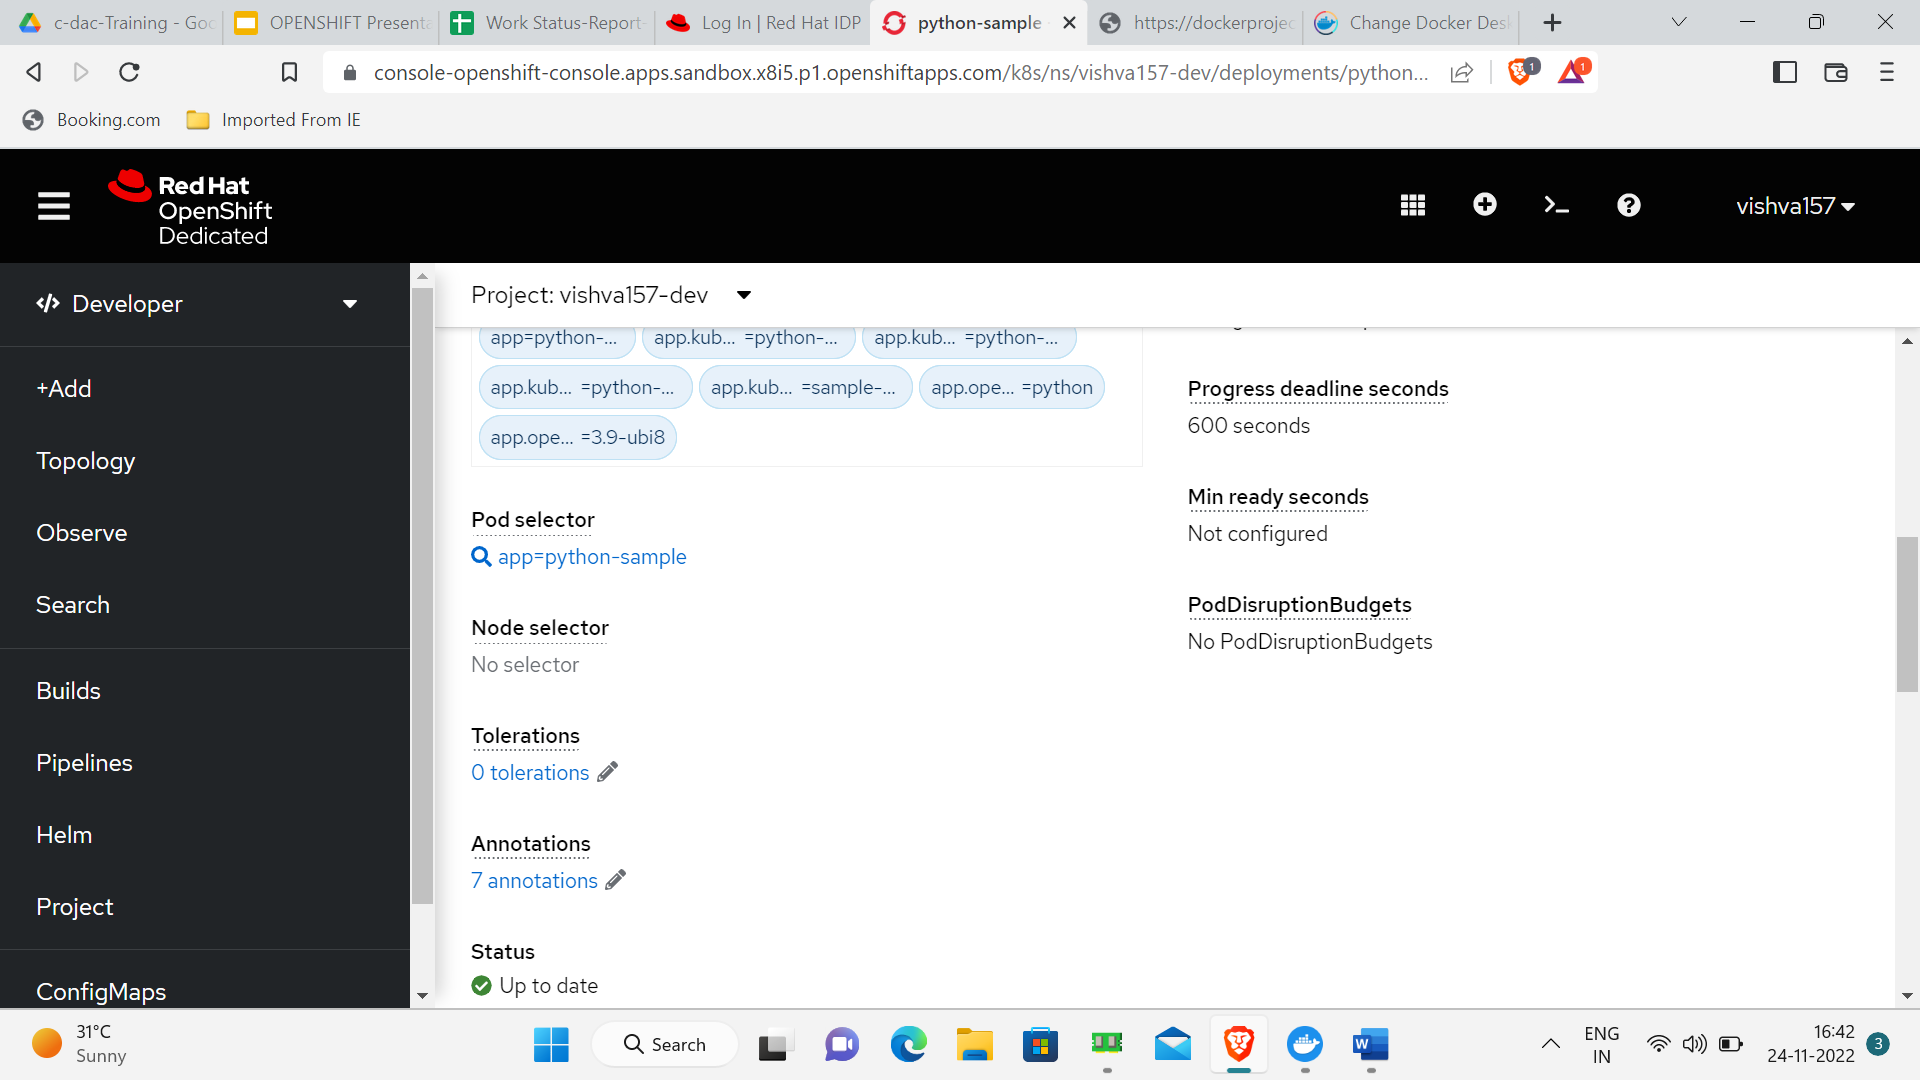 c-dac-Training - Goo
OPENSHIFT Presenta
Work Status-Report-
Log In | Red Hat IDP
python-sample
https://dockerprojec
Change Docker Des
console-openshift-console.apps.sandbox.x8i5.p1.openshiftapps.com/k8s/ns/vishva157-dev/deployments/python...
1
1
Booking.com
Imported From IE
Red Hat
OpenShift
Dedicated
vishva157
Developer
+Add
Topology
Observe
Search
Builds
Pipelines
Helm
Project
ConfigMaps
Project: vishva157-dev
app=python-...
app.kub... =python-...
app.kub... =python-...
app.kub... =python-...
app.kub... =sample-...
app.ope... =python
app.ope... =3.9-ubi8
Pod selector
app=python-sample
Node selector
No selector
Tolerations
0 tolerations
Annotations
7 annotations
Status
Up to date
Progress deadline seconds
600 seconds
Min ready seconds
Not configured
PodDisruptionBudgets
No PodDisruptionBudgets
31°C
Sunny
Search
ENG
IN
16:42
24-11-2022
3